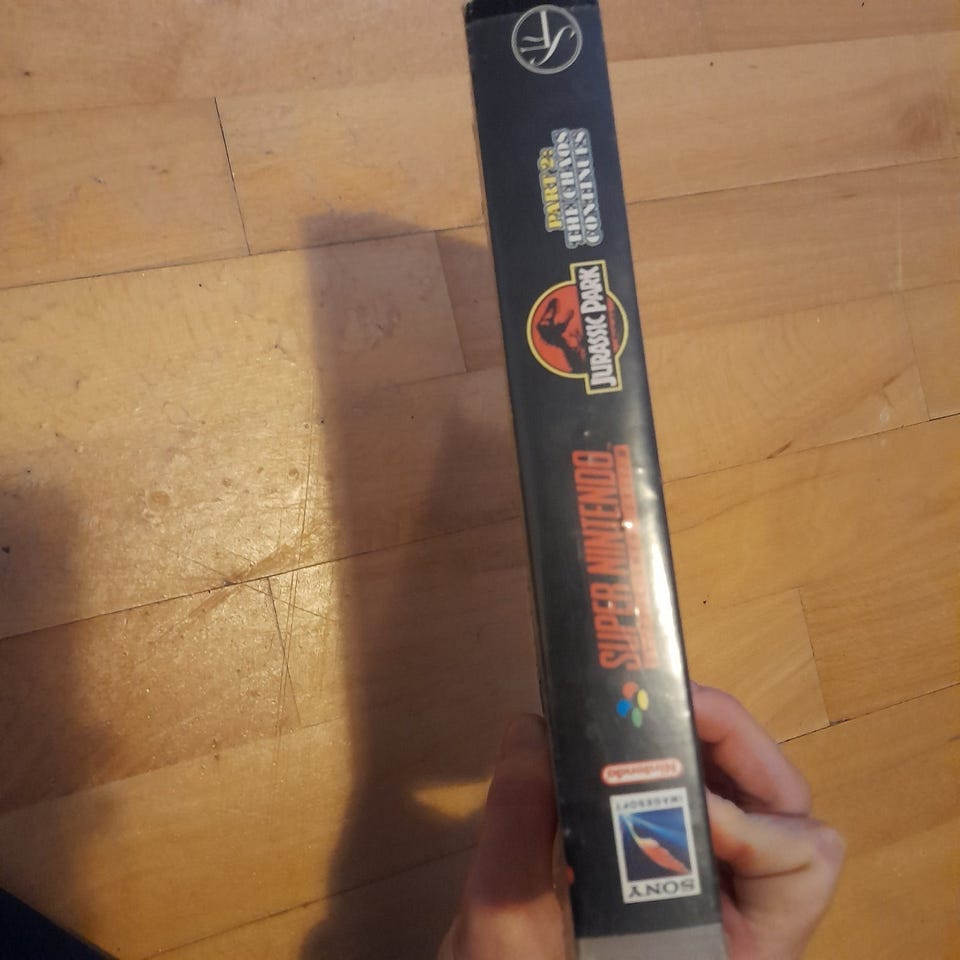 SONY
IMAGESOFT
Nintendo
SUPER NINTENDO
JURASSIC PARK
PART 2:
THE CHAOS
CONTINUES